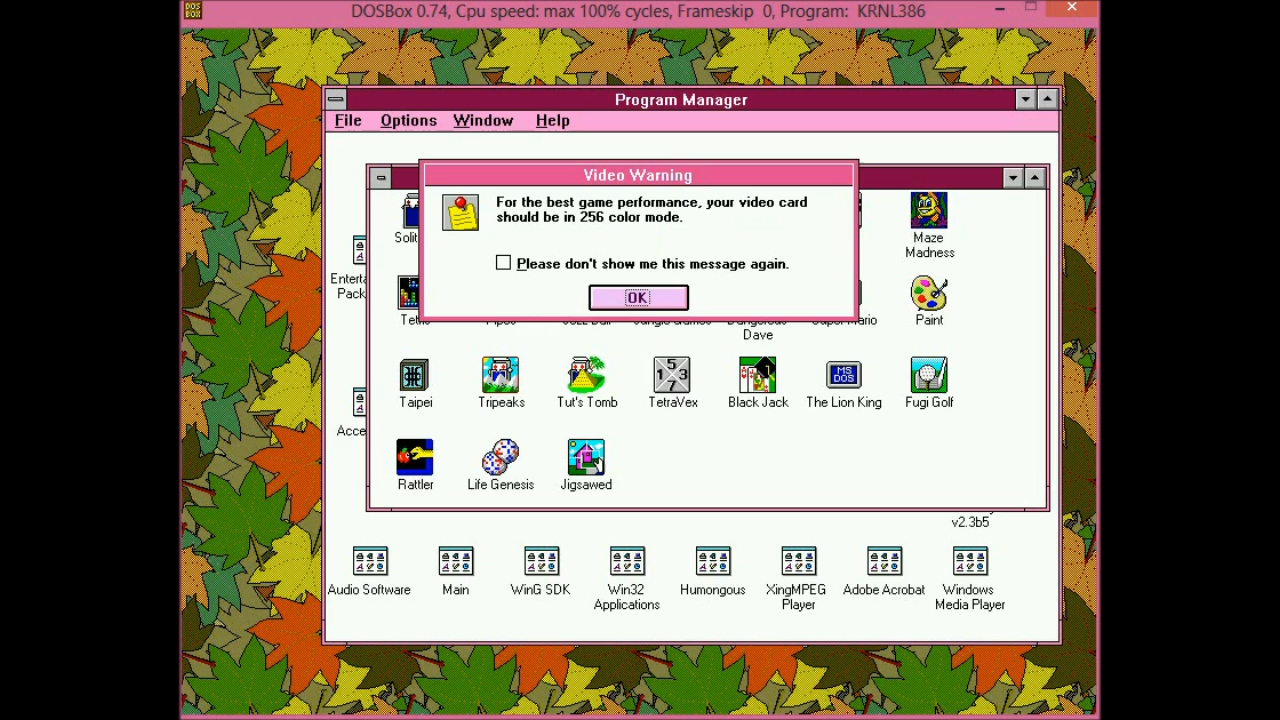 DOSBox 0.74, Cpu speed: max 100% cycles, Frameskip 0, Program: KRNL386
Program Manager
File Options Window Help
Video Warning
For the best game performance, your video card
should be in 256 color mode.
Please don't show me this message again.
OK
Maze
Madness
Paint
Dave
Taipei
Tripeaks
Tut's Tomb
TetraVex
Black Jack
The Lion King
Fugi Golf
Rattler
Life Genesis
Jigsawed
v2.3b5
Audio Software
Main
WinG SDK
Win32
Applications
Humongous
XingMPEG
Player
Adobe Acrobat
Windows
Media Player